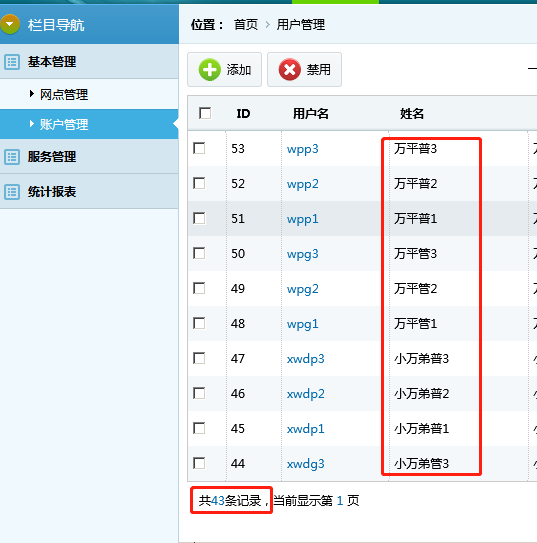 栏目导航
基本管理
网点管理
账户管理
服务管理
统计报表
位置： 首页 › 用户管理
添加 禁用
ID 用户名 姓名
53 wpp3 万平普3
52 wpp2 万平普2
51 wpp1 万平普1
50 wpg3 万平管3
49 wpg2 万平管2
48 wpg1 万平管1
47 xwdp3 小万弟普3
46 xwdp2 小万弟普2
45 xwdp1 小万弟普1
44 xwdg3 小万弟管3
共43条记录，当前显示第 1 页